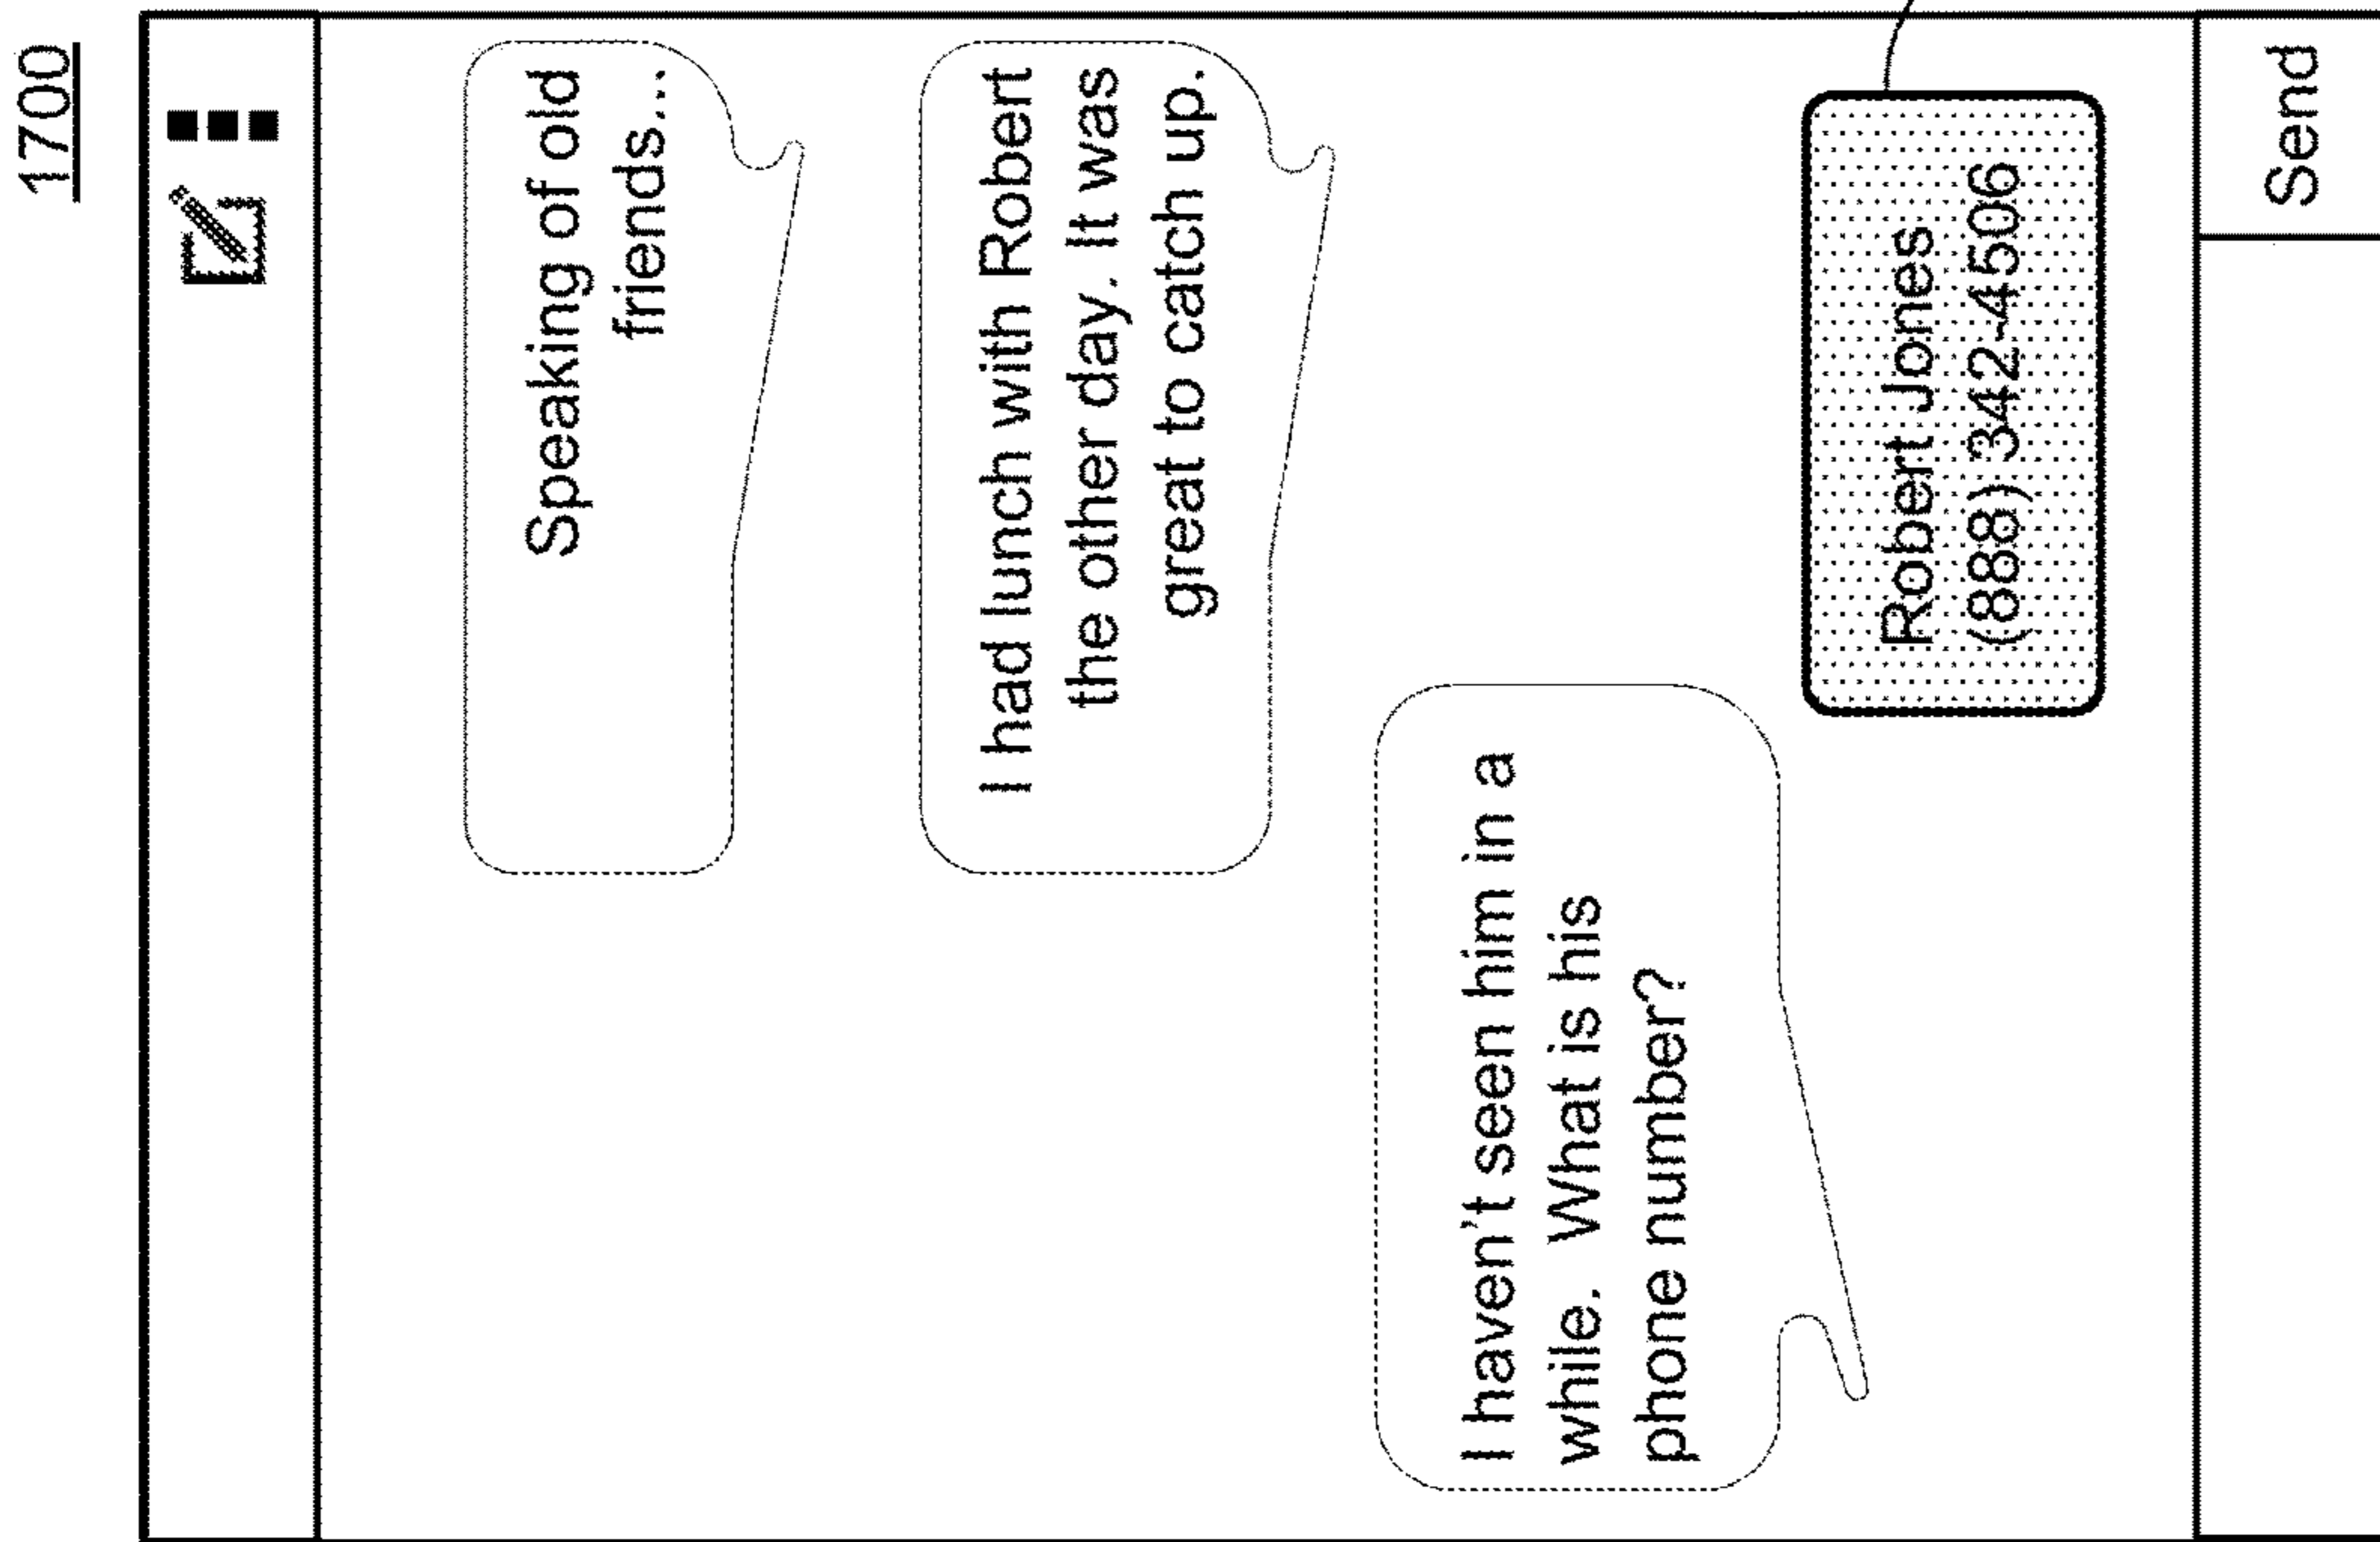 1700
Speaking of old
friends...
I had lunch with Robert
the other day. It was
great to catch up.
I haven't seen him in a
while.  What is his
phone number?
Robert Jones
(888) 342-4506
Send